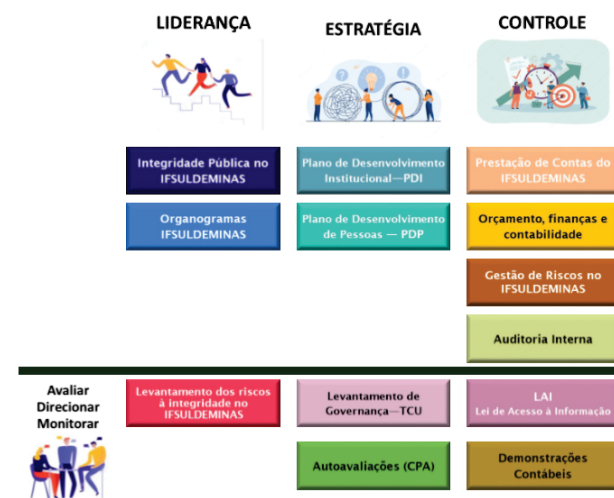 LIDERANÇA
ESTRATÉGIA
CONTROLE
Integridade Pública no
IFSULDEMINAS
Plano de Desenvolvimento
Institucional—PDI
Prestação de Contas do
IFSULDEMINAS
Organogramas
IFSULDEMINAS
Plano de Desenvolvimento
de Pessoas — PDP
Orçamento, finanças e
contabilidade
Gestão de Riscos no
IFSULDEMINAS
Auditoria Interna
Avaliar
Direcionar
Monitorar
Levantamento dos riscos
à integridade no
IFSULDEMINAS
Levantamento de
Governança—TCU
LAI
Lei de Acesso à Informação
Autoavaliações (CPA)
Demonstrações
Contábeis